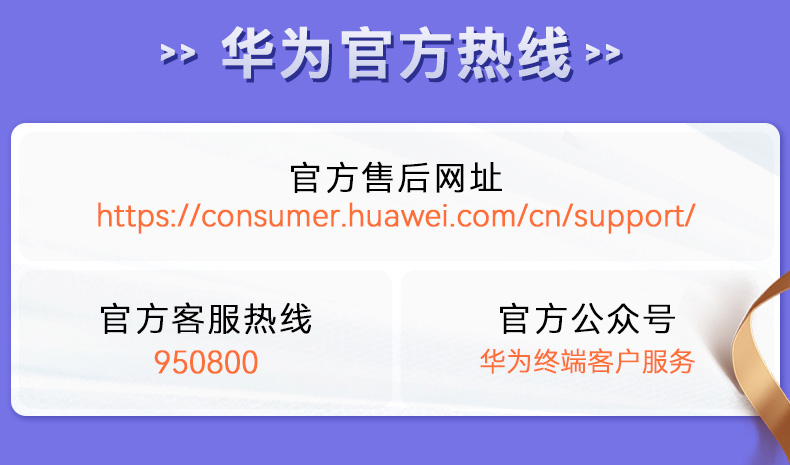 >> 华为官方热线 >>
官方售后网址
https://consumer.huawei.com/cn/support/
官方客服热线
950800
官方公众号
华为终端客户服务